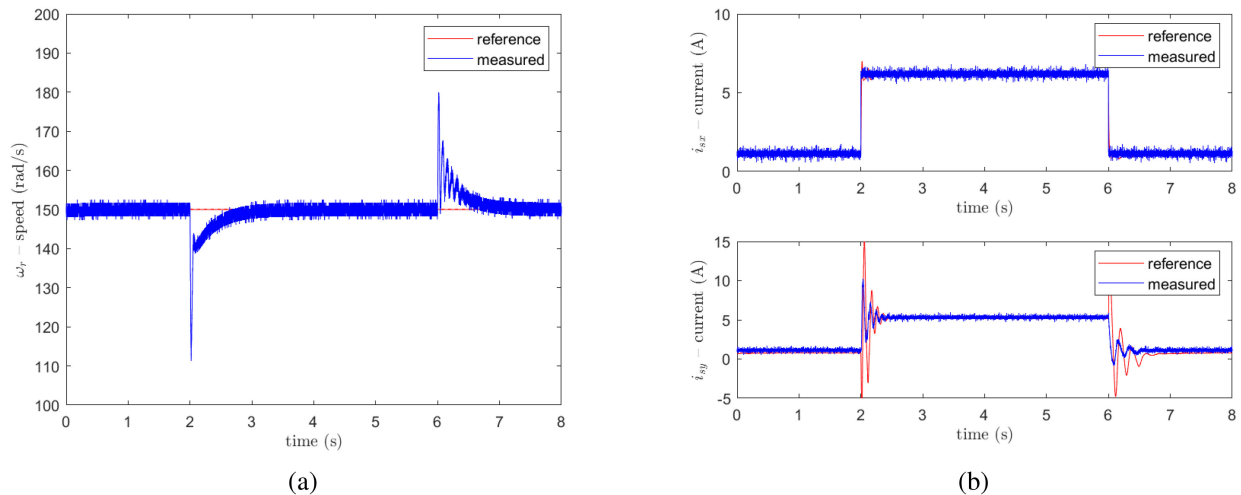 200
190
180
170
160
150
140
130
120
110
100
ω_r − speed (rad/s)
reference
measured
0 1 2 3 4 5 6 7 8
time (s)
(a)
10
5
0
i_sx − current (A)
reference
measured
0 1 2 3 4 5 6 7 8
time (s)
15
10
5
0
-5
i_sy − current (A)
reference
measured
0 1 2 3 4 5 6 7 8
time (s)
(b)